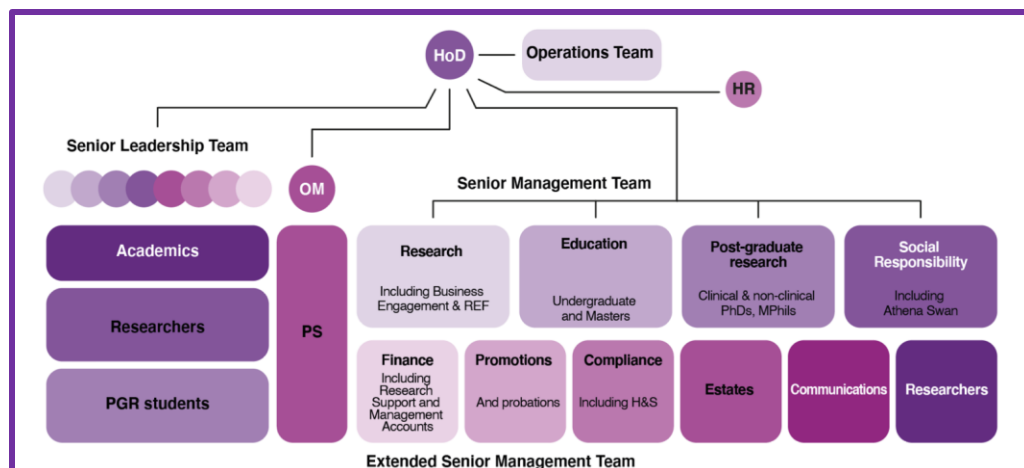 HoD
Operations Team
HR
Senior Leadership Team
OM
Senior Management Team
Academics
Researchers
PGR students
PS
Research
Including Business
Engagement & REF
Education
Undergraduate
and Masters
Post-graduate
research
Clinical & non-clinical
PhDs, MPhils
Social
Responsibility
Including
Athena Swan
Finance
Including
Research
Support and
Management
Accounts
Promotions
And probations
Compliance
Including H&S
Estates
Communications
Researchers
Extended Senior Management Team